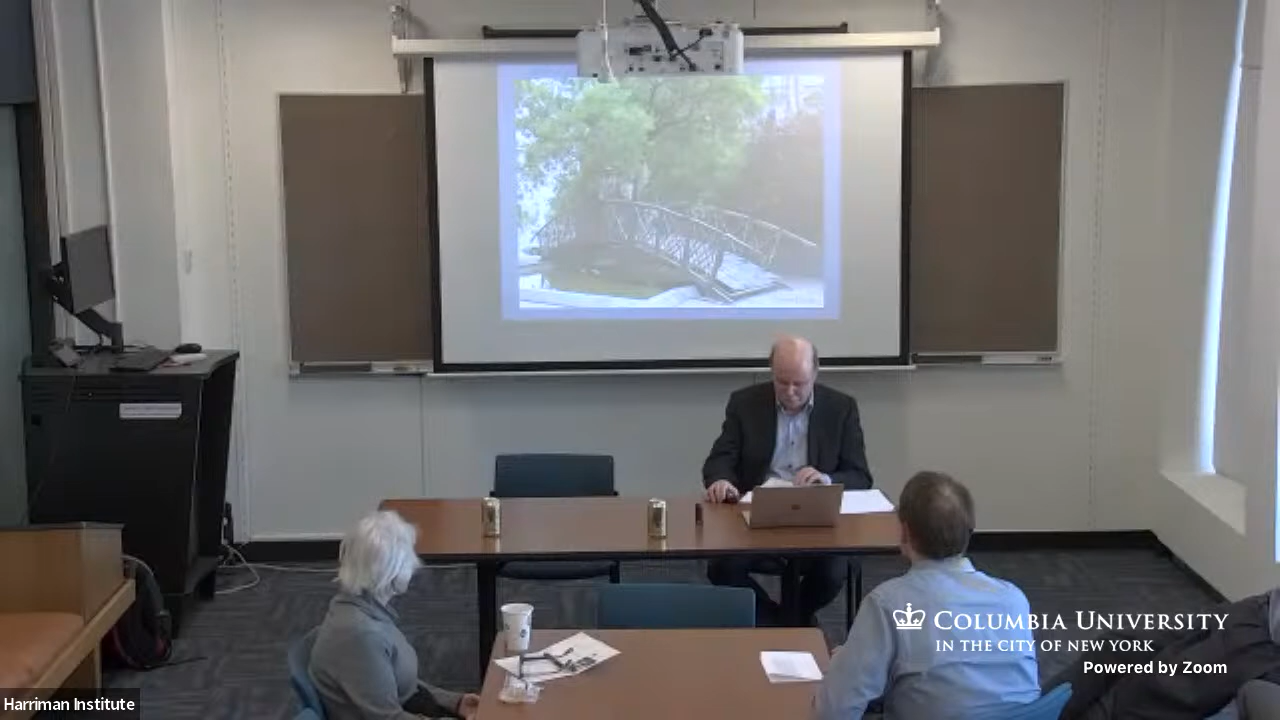 COLUMBIA UNIVERSITY
IN THE CITY OF NEW YORK
Powered by Zoom
Harriman Institute